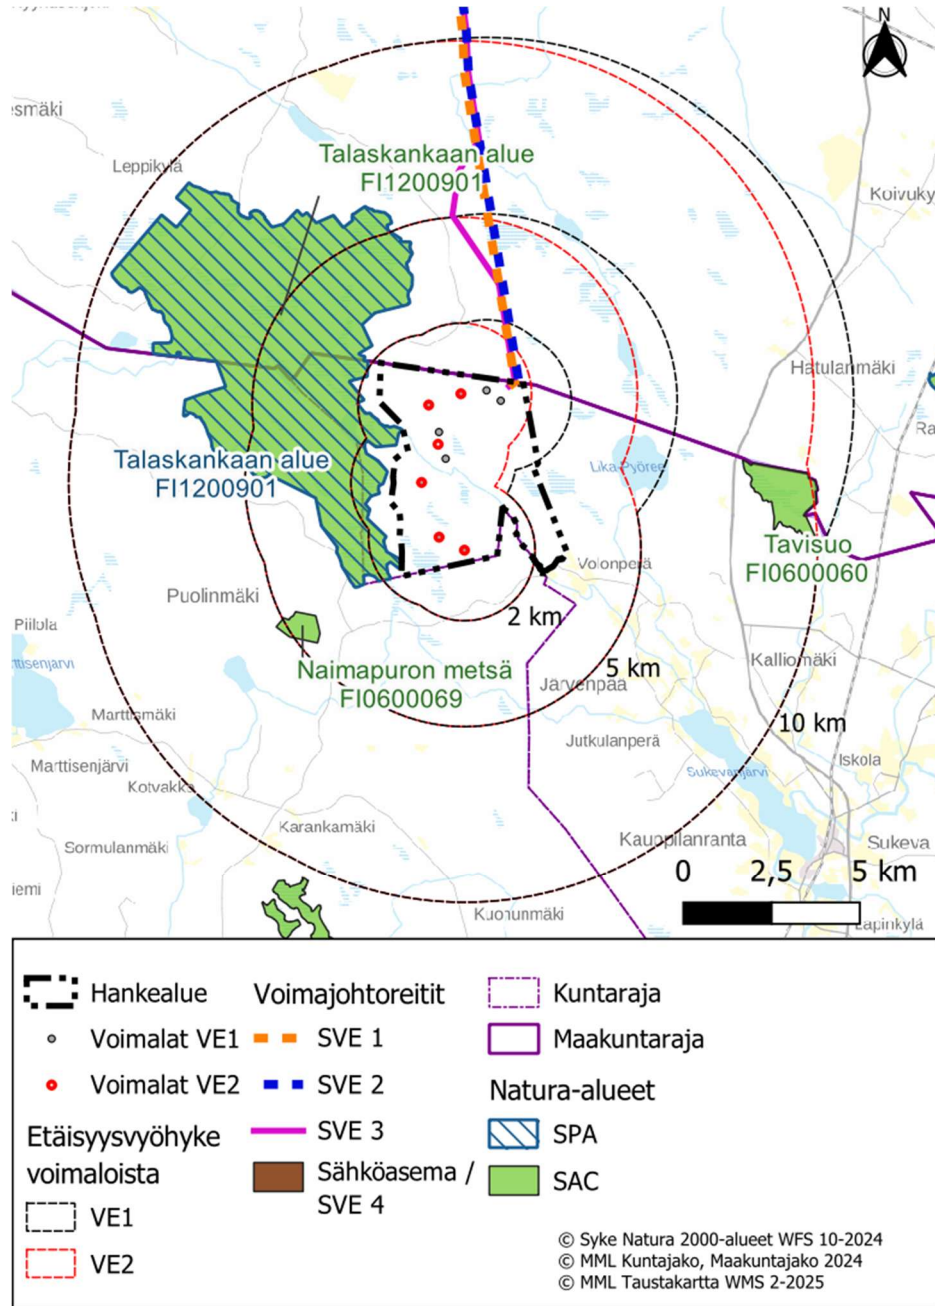 N
esmäki
Leppikylä
Talaskankaan alue
FI1200901
Koivuky
Hatulanmäki
Ra
Talaskankaan alue
FI1200901
Lika-Pyöree
Tavisuo
FI0600060
Volonperä
Puolinmäki
2 km
Piilola
ttisenjärvi
Naimapuron metsä
FI0600069
5 km
Kalliomäki
Järvenpää
10 km
Marttismäki
Jutkulanperä
Iskola
Marttisenjärvi
Sukevanjärvi
Kotvakka
Karankamäki
Kauppilanranta
Sukeva
Sormulanmäki
0 2,5 5 km
iemi
Lapinkylä
Hankealue
Voimalat VE1
Voimalat VE2
Etäisyysvyöhyke
voimaloista
VE1
VE2
Voimajohtoreitit
SVE 1
SVE 2
SVE 3
Sähköasema /
SVE 4
Kuntaraja
Maakuntaraja
Natura-alueet
SPA
SAC
© Syke Natura 2000-alueet WFS 10-2024
© MML Kuntajako, Maakuntajako 2024
© MML Taustakartta WMS 2-2025